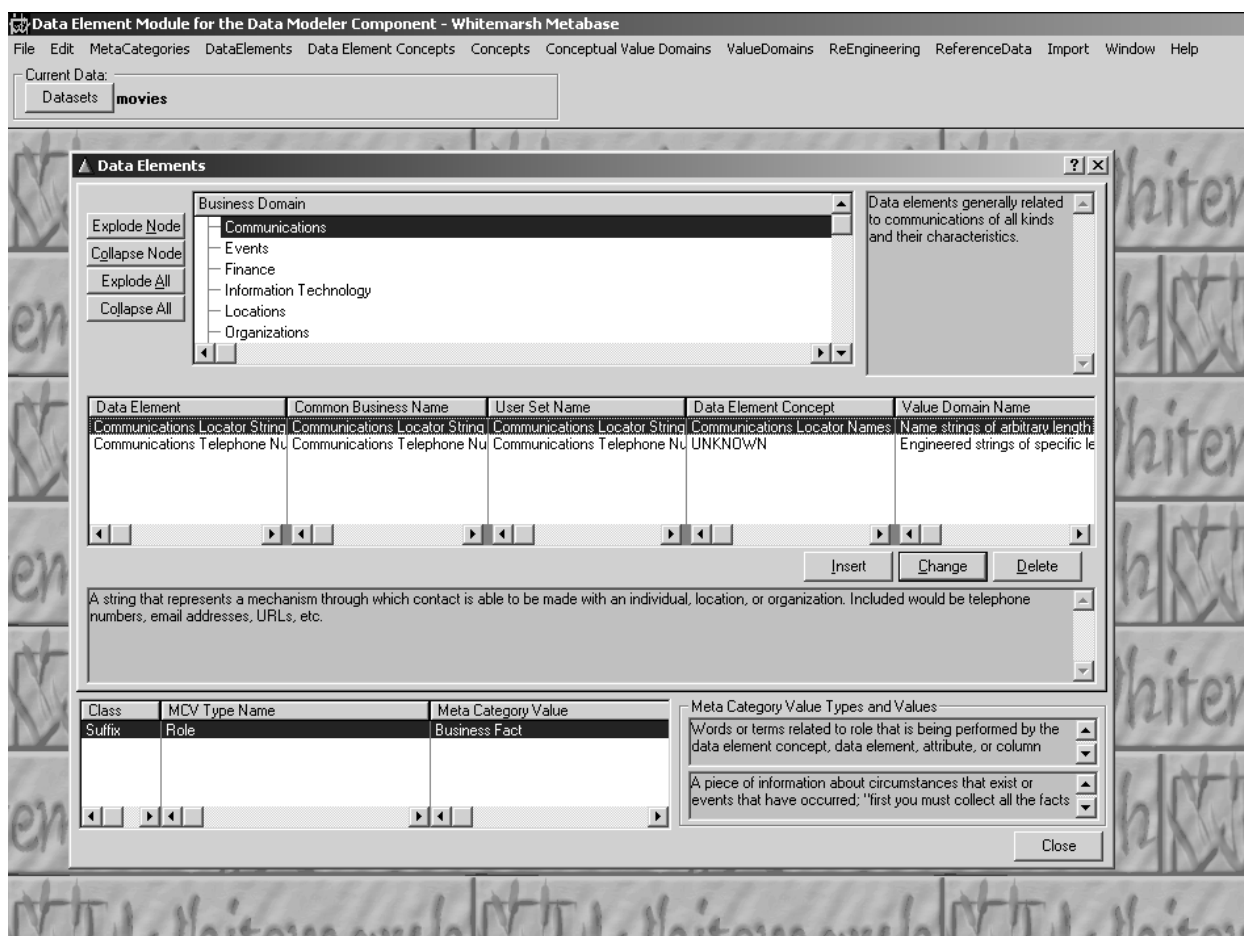 Data Element Module for the Data Modeler Component - Whitemarsh Metabase
File Edit MetaCategories DataElements Data Element Concepts Concepts Conceptual Value Domains ValueDomains ReEngineering ReferenceData Import Window Help
Current Data:
Datasets movies
Data Elements
Explode Node
Collapse Node
Explode All
Collapse All
Business Domain
Communications
Events
Finance
Information Technology
Locations
Organizations
Data elements generally related
to communications of all kinds
and their characteristics.
Data Element Common Business Name User Set Name Data Element Concept Value Domain Name
Communications Locator String Communications Locator String Communications Locator String Communications Locator Names Name strings of arbitrary length
Communications Telephone Nu Communications Telephone Nu Communications Telephone Nu UNKNOWN Engineered strings of specific le
Insert Change Delete
A string that represents a mechanism through which contact is able to be made with an individual, location, or organization. Included would be telephone
numbers, email addresses, URLs, etc.
Class MCV Type Name Meta Category Value
Suffix Role Business Fact
Meta Category Value Types and Values
Words or terms related to role that is being performed by the
data element concept, data element, attribute, or column
A piece of information about circumstances that exist or
events that have occurred; "first you must collect all the facts
Close